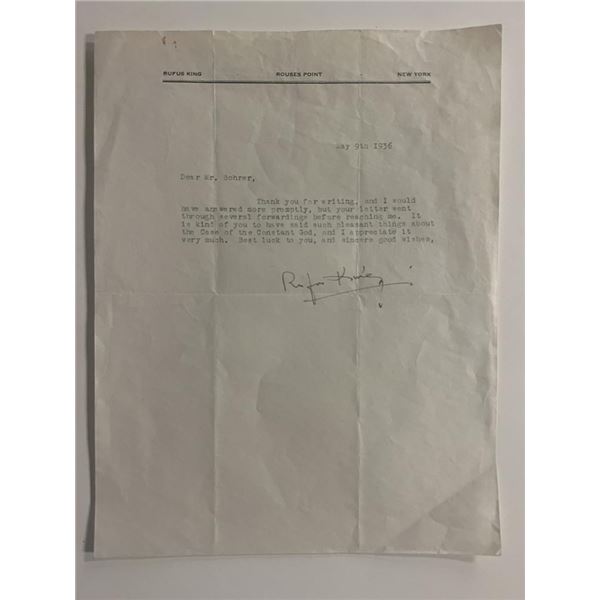 RUFUS KING ROUSES POINT NEW YORK
May 9th 1936
Dear Mr. Sohrer,
Thank you for writing, and I would
have answered more promptly, but your letter went
through several forwardings before reaching me. It
is kind of you to have said such pleasant things about
the Case of the Constant God, and I appreciate it
very much. Best luck to you, and sincere good wishes,
Rufus King